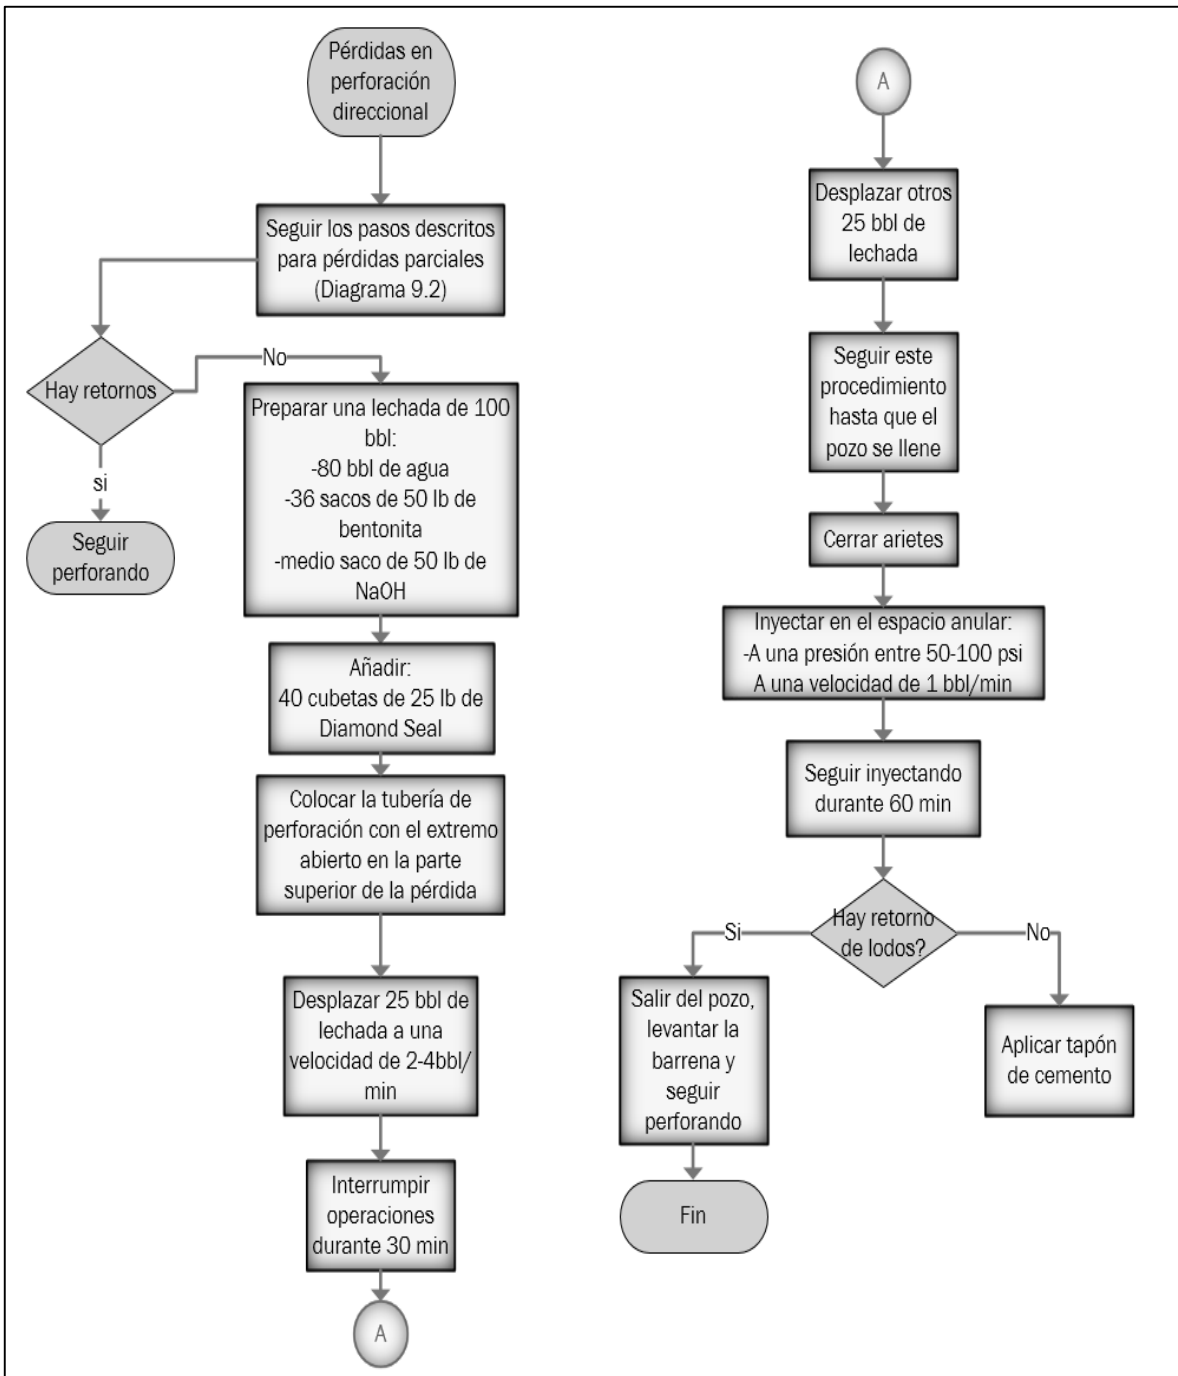 Pérdidas en
perforación
direccional
Seguir los pasos descritos
para pérdidas parciales
(Diagrama 9.2)
Hay retornos
No
si
Seguir
perforando
Preparar una lechada de 100
bbl:
-80 bbl de agua
-36 sacos de 50 lb de
bentonita
-medio saco de 50 lb de
NaOH
Añadir:
40 cubetas de 25 lb de
Diamond Seal
Colocar la tubería de
perforación con el extremo
abierto en la parte
superior de la pérdida
Desplazar 25 bbl de
lechada a una
velocidad de 2-4bbl/
min
Interrumpir
operaciones
durante 30 min
A
A
Desplazar otros
25 bbl de
lechada
Seguir este
procedimiento
hasta que el
pozo se llene
Cerrar arietes
Inyectar en el espacio anular:
-A una presión entre 50-100 psi
A una velocidad de 1 bbl/min
Seguir inyectando
durante 60 min
Hay retorno
de lodos?
Si
No
Salir del pozo,
levantar la
barrena y
seguir
perforando
Fin
Aplicar tapón
de cemento